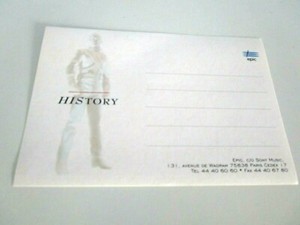 epic
HISTORY
EPIC, C/O SONY MUSIC,
131, AVENUE DE WAGRAM 75838 PARIS CEDEX 17
TEL 44 40 60 60 • FAX 44 40 67 80